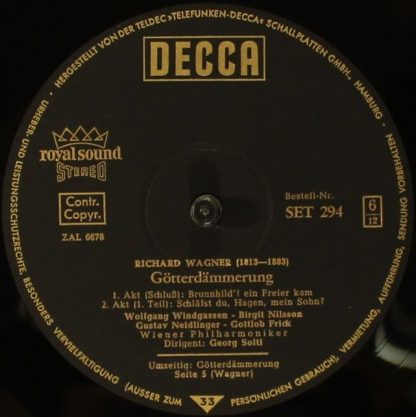 HERGESTELLT VON DER TELDEC »TELEFUNKEN-DECCA« SCHALLPLATTEN GMBH., HAMBURG ·
DECCA
royal sound
STEREO
Contr.
Copyr.
ZAL 6678
Bestell-Nr.
SET 294
6
12
RICHARD WAGNER (1813—1883)
Götterdämmerung
1. Akt (Schluß): Brunnhild'! ein Freier kam
2. Akt (1. Teil): Schläfst du, Hagen, mein Sohn?
Wolfgang Windgassen - Birgit Nilsson
Gustav Neidlinger - Gottlob Frick
Wiener Philharmoniker
Dirigent: Georg Solti
Umseitig: Götterdämmerung
Seite 5 (Wagner)
33
URHEBER- UND LEISTUNGSSCHUTZRECHTE, BESONDERS VERVIELFÄLTIGUNG (AUSSER ZUM PERSÖNLICHEN GEBRAUCH), VERMIETUNG, AUFFÜHRUNG, SENDUNG VORBEHALTEN